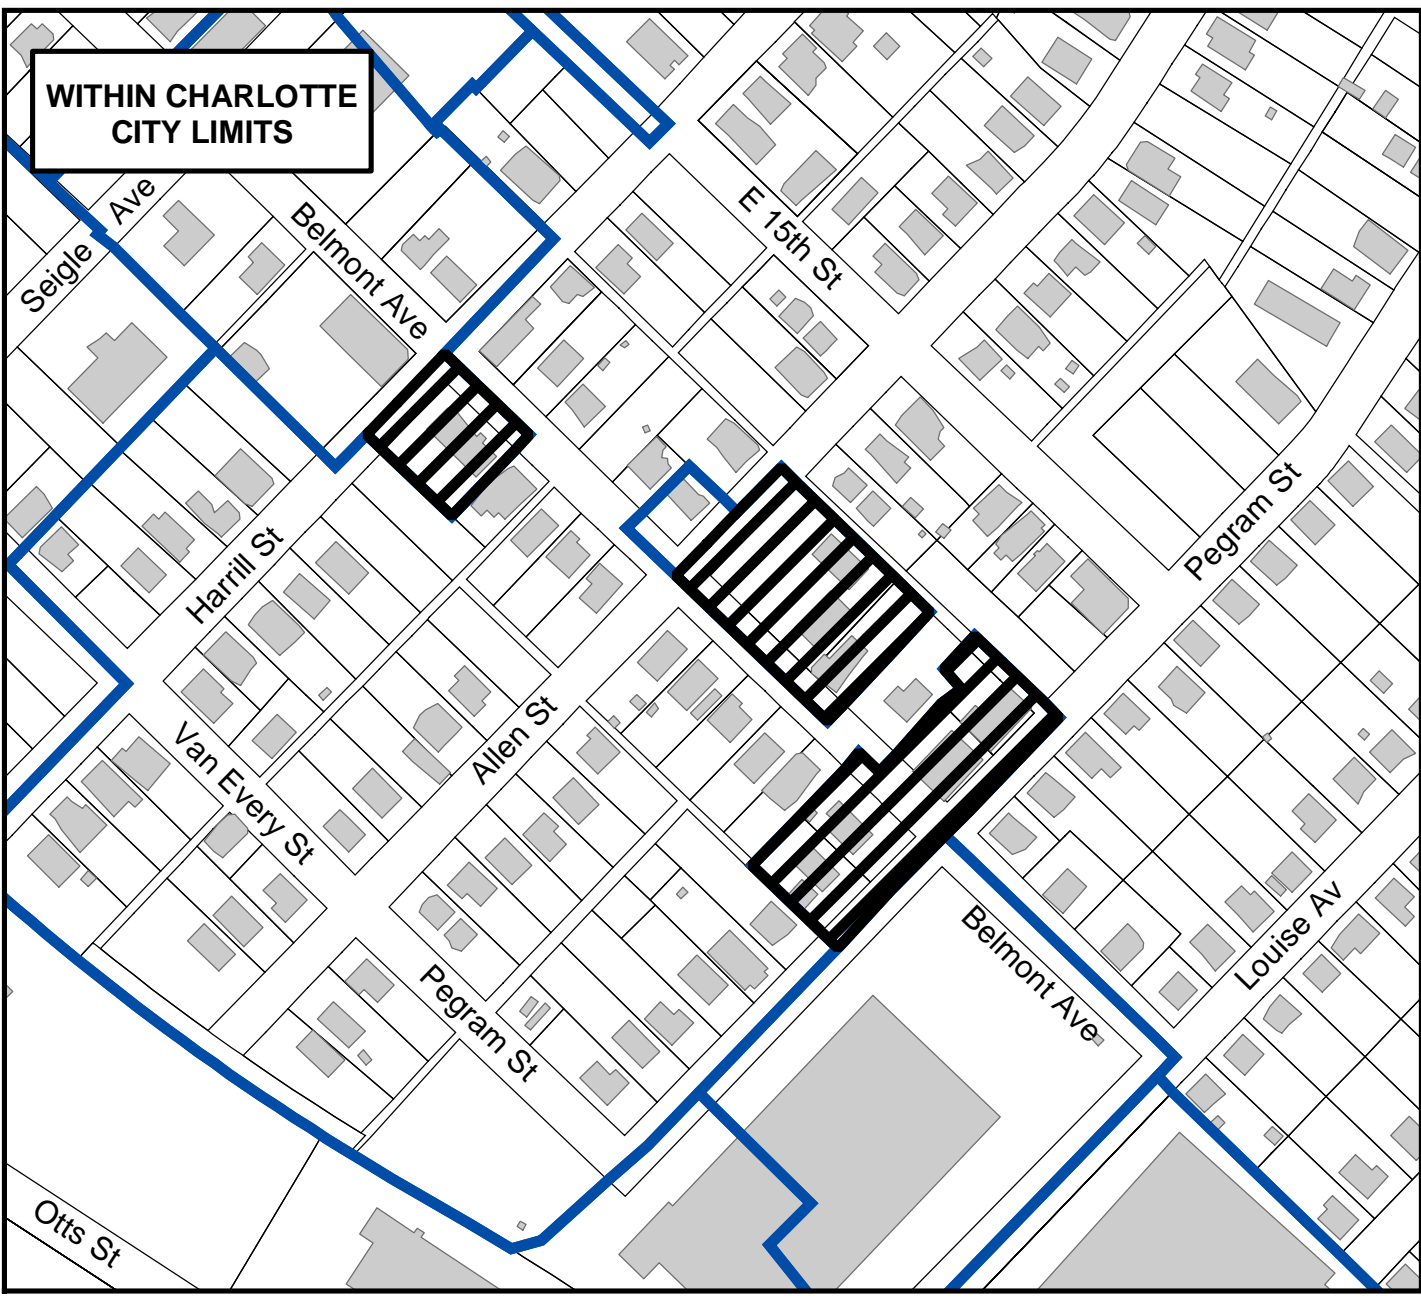 WITHIN CHARLOTTE
CITY LIMITS
Seigle Ave
Belmont Ave
E 15th St
Harrill St
Pegram St
Van Every St
Allen St
Louise Av
Belmont Ave
Pegram St
Otts St